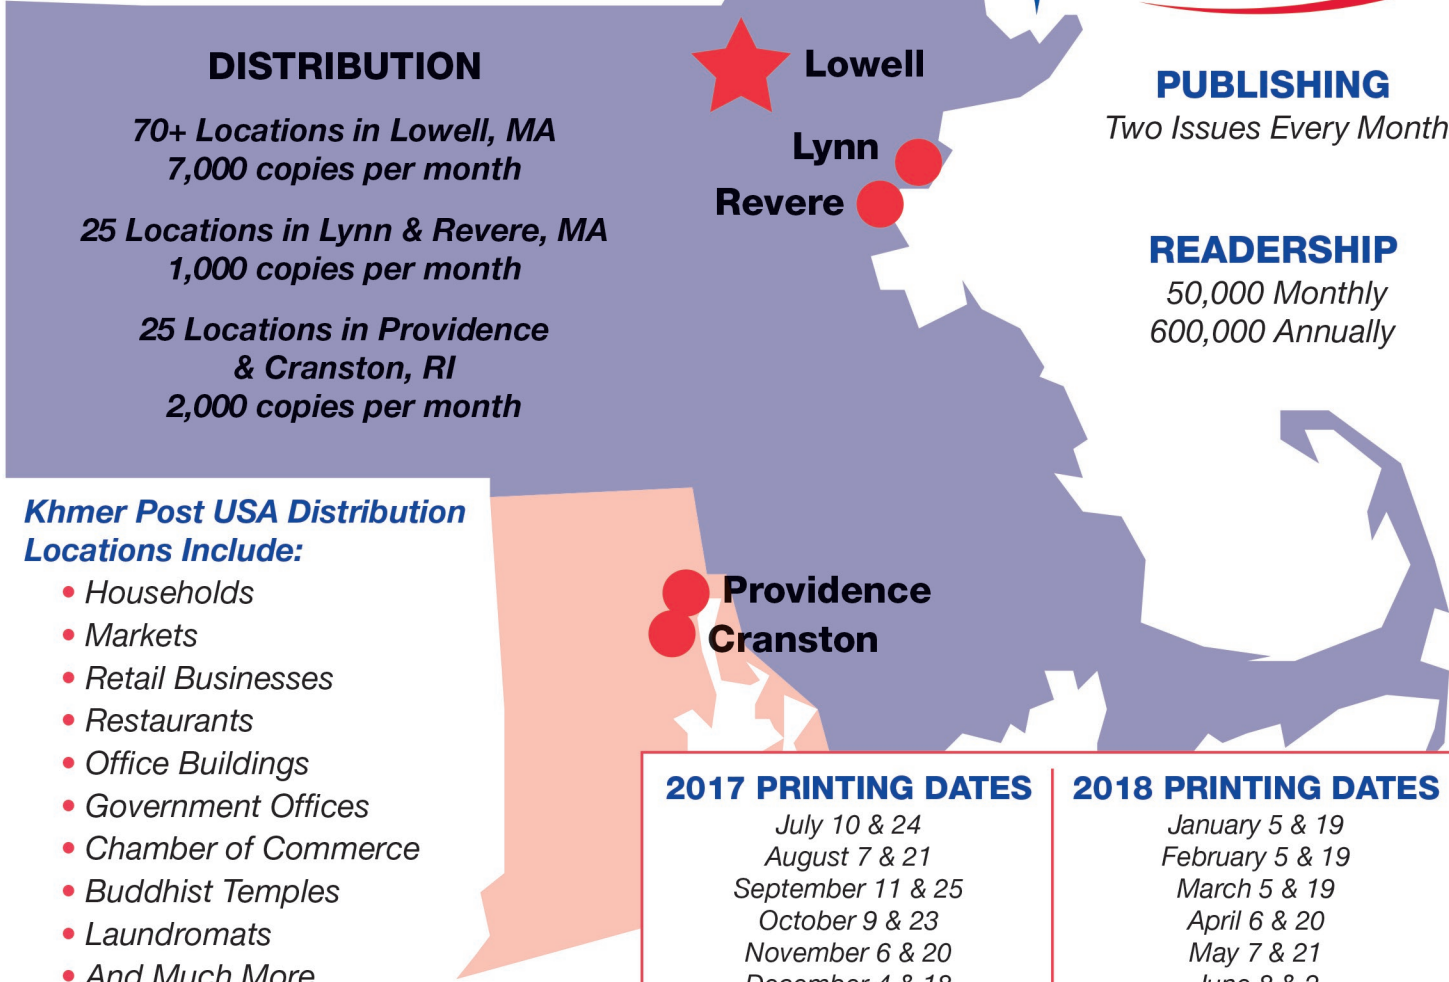 DISTRIBUTION
70+ Locations in Lowell, MA
7,000 copies per month
25 Locations in Lynn & Revere, MA
1,000 copies per month
25 Locations in Providence
& Cranston, RI
2,000 copies per month
Lowell
Lynn
Revere
PUBLISHING
Two Issues Every Month
READERSHIP
50,000 Monthly
600,000 Annually
Providence
Cranston
Khmer Post USA Distribution
Locations Include:
• Households
• Markets
• Retail Businesses
• Restaurants
• Office Buildings
• Government Offices
• Chamber of Commerce
• Buddhist Temples
• Laundromats
• And Much More
2017 PRINTING DATES
July 10 & 24
August 7 & 21
September 11 & 25
October 9 & 23
November 6 & 20
December 4 & 18
2018 PRINTING DATES
January 5 & 19
February 5 & 19
March 5 & 19
April 6 & 20
May 7 & 21
June 8 &